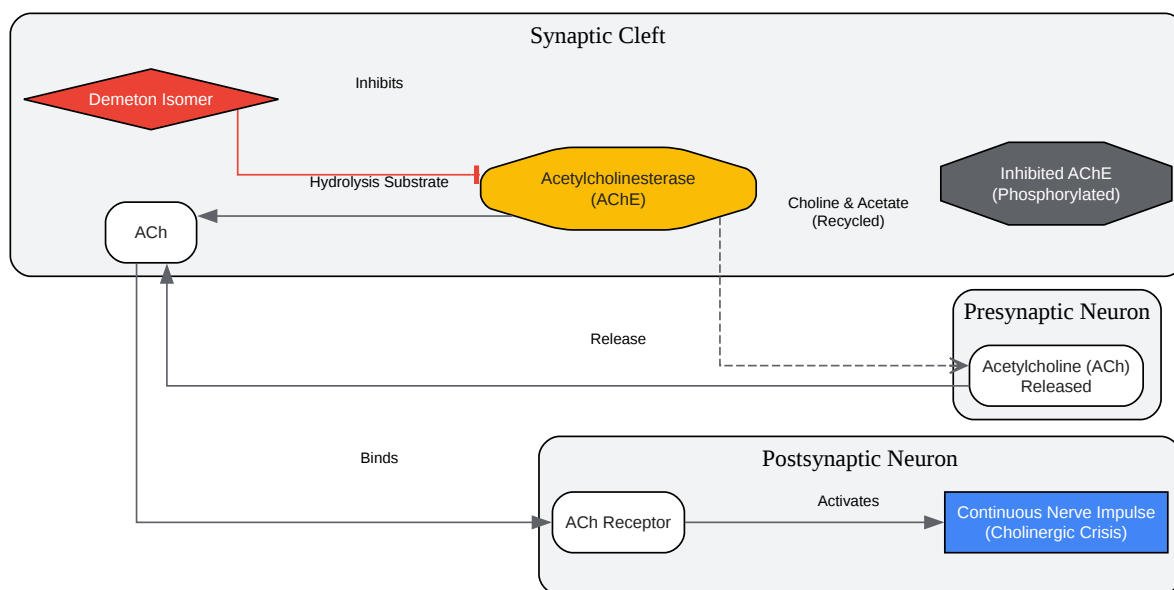 Synaptic Cleft
Inhibits
Demeton Isomer
Hydrolysis Substrate
Acetylcholinesterase
(AChE)
Inhibited AChE
(Phosphorylated)
Choline & Acetate
(Recycled)
ACh
Presynaptic Neuron
Release
Acetylcholine (ACh)
Released
Binds
Postsynaptic Neuron
ACh Receptor
Activates
Continuous Nerve Impulse
(Cholinergic Crisis)